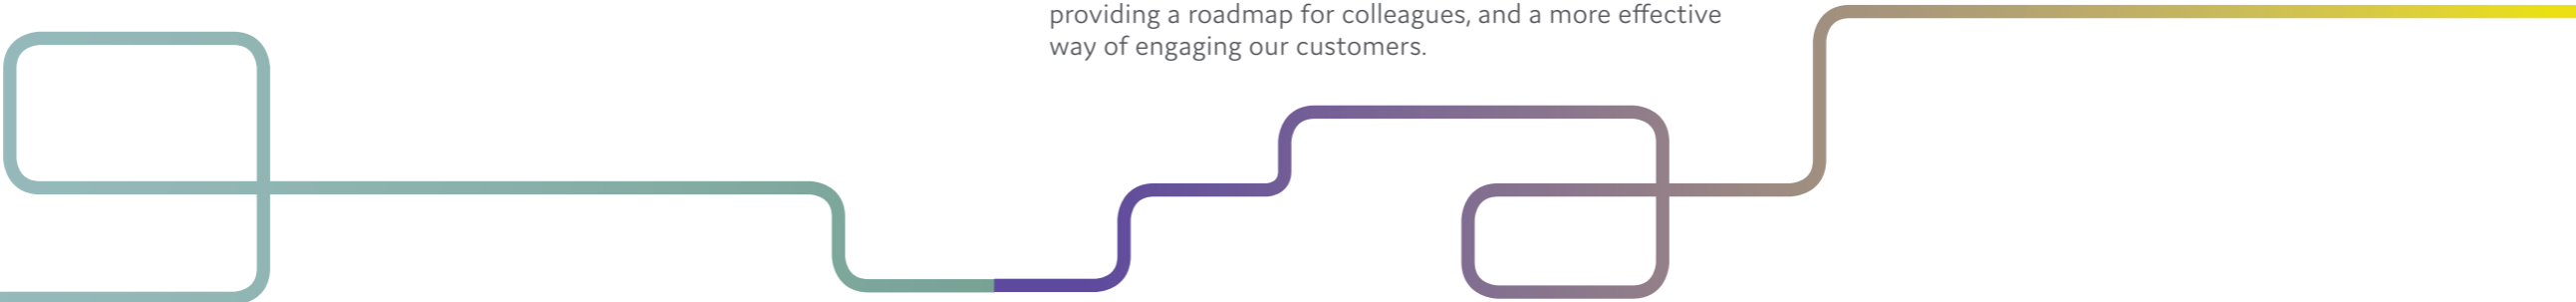 providing a roadmap for colleagues, and a more effective
way of engaging our customers.